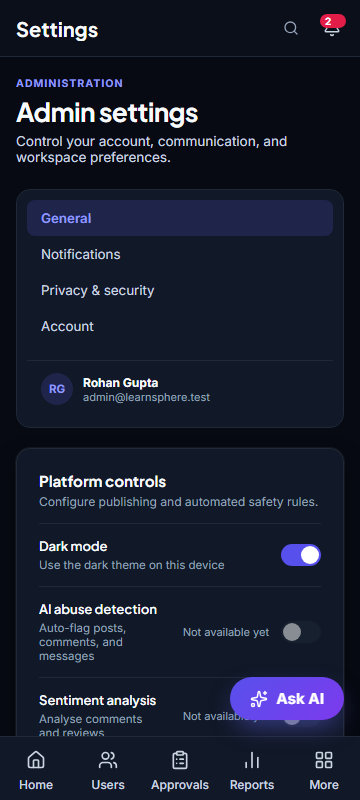 Settings
2
ADMINISTRATION
Admin settings
Control your account, communication, and
workspace preferences.
General
Notifications
Privacy & security
Account
RG
Rohan Gupta
admin@learnsphere.test
Platform controls
Configure publishing and automated safety rules.
Dark mode
Use the dark theme on this device
AI abuse detection
Auto-flag posts,
comments, and
messages
Not available yet
Sentiment analysis
Analyse comments
and reviews
Not
Ask AI
Home
Users
Approvals
Reports
More